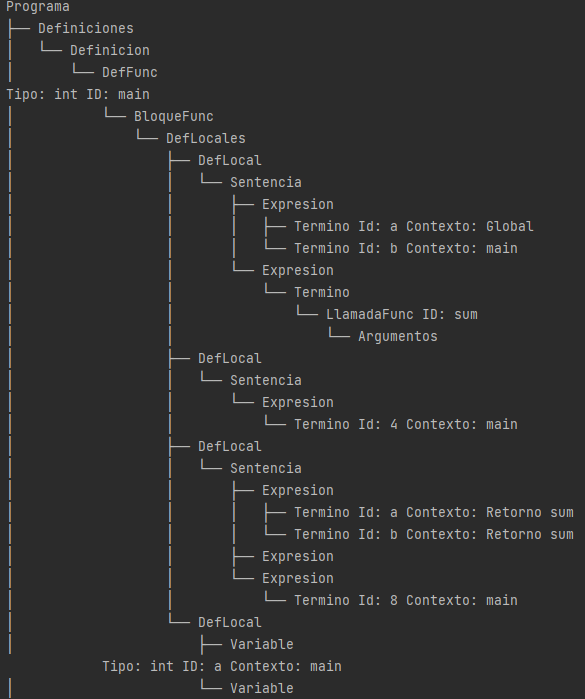 Programa
├── Definiciones
│   └── Definicion
│       └── DefFunc
Tipo: int ID: main
│           └── BloqueFunc
│               └── DefLocales
│                   ├── DefLocal
│                   │   └── Sentencia
│                   │       ├── Expresion
│                   │       │   ├── Termino Id: a Contexto: Global
│                   │       │   └── Termino Id: b Contexto: main
│                   │       └── Expresion
│                   │           └── Termino
│                   │               └── LlamadaFunc ID: sum
│                   │                   └── Argumentos
│                   ├── DefLocal
│                   │   └── Sentencia
│                   │       └── Expresion
│                   │           └── Termino Id: 4 Contexto: main
│                   ├── DefLocal
│                   │   └── Sentencia
│                   │       ├── Expresion
│                   │       │   ├── Termino Id: a Contexto: Retorno sum
│                   │       │   └── Termino Id: b Contexto: Retorno sum
│                   │       ├── Expresion
│                   │       └── Expresion
│                   │           └── Termino Id: 8 Contexto: main
│                   └── DefLocal
│                       ├── Variable
            Tipo: int ID: a Contexto: main
│                       └── Variable